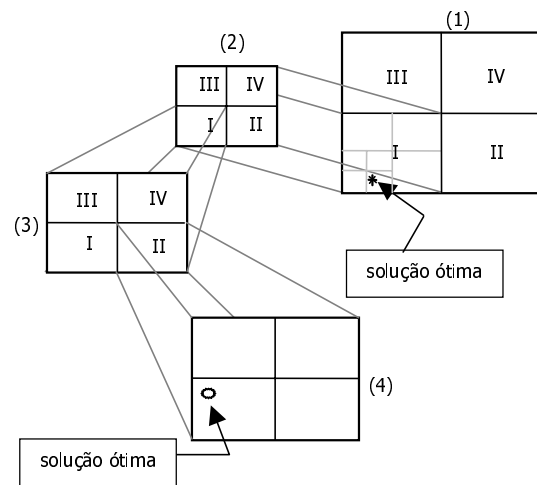 (1)
(2)
III IV
I II
III IV
I II
(3)
III IV
I II
solução ótima
(4)
solução ótima